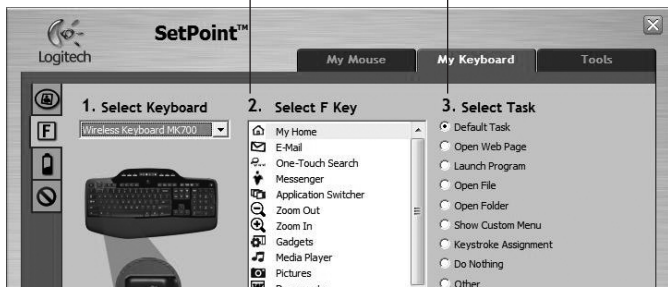 Logitech
SetPoint™
My Mouse
My Keyboard
Tools
1. Select Keyboard
Wireless Keyboard MK700
2. Select F Key
My Home
E-Mail
One-Touch Search
Messenger
Application Switcher
Zoom Out
Zoom In
Gadgets
Media Player
Pictures
3. Select Task
Default Task
Open Web Page
Launch Program
Open File
Open Folder
Show Custom Menu
Keystroke Assignment
Do Nothing
Other
F